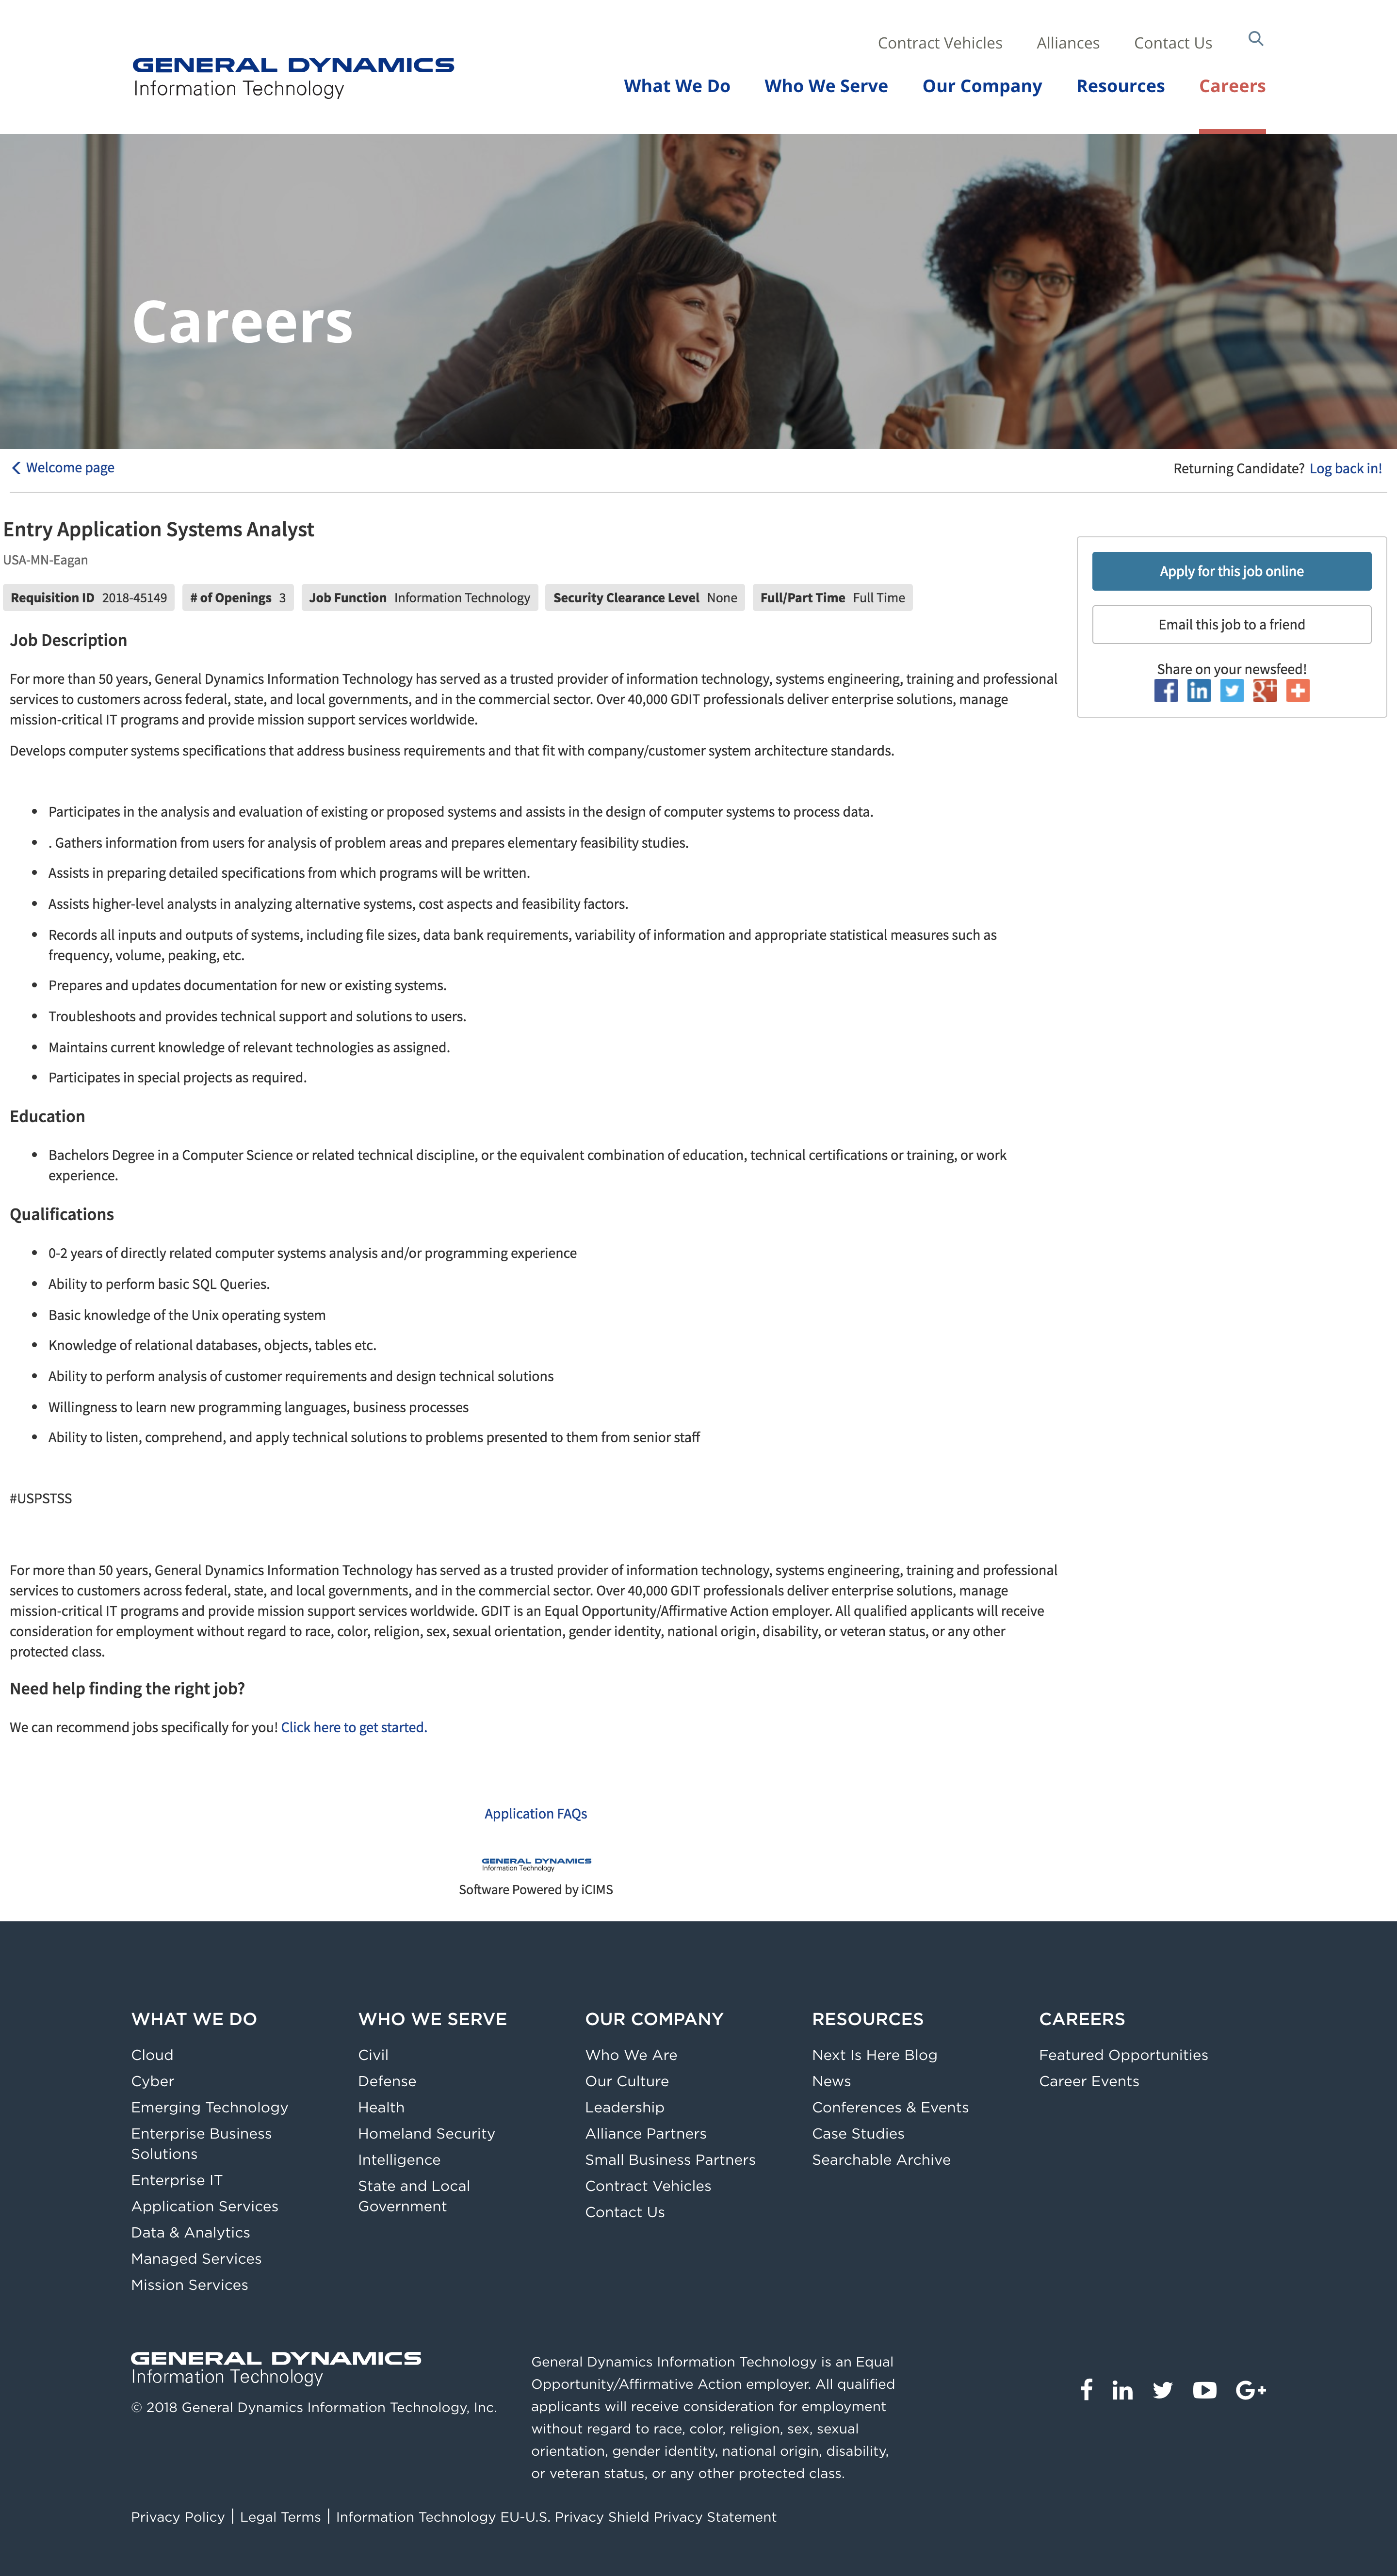 Contract Vehicles Alliances Contact Us
GENERAL DYNAMICS
Information Technology
What We Do Who We Serve Our Company Resources Careers
Careers
Welcome page
Returning Candidate? Log back in!
Entry Application Systems Analyst
USA-MN-Eagan
Requisition ID 2018-45149 # of Openings 3 Job Function Information Technology Security Clearance Level None Full/Part Time Full Time
Apply for this job online
Email this job to a friend
Share on your newsfeed!
Job Description
For more than 50 years, General Dynamics Information Technology has served as a trusted provider of information technology, systems engineering, training and professional
services to customers across federal, state, and local governments, and in the commercial sector. Over 40,000 GDIT professionals deliver enterprise solutions, manage
mission-critical IT programs and provide mission support services worldwide.
Develops computer systems specifications that address business requirements and that fit with company/customer system architecture standards.
• Participates in the analysis and evaluation of existing or proposed systems and assists in the design of computer systems to process data.
• . Gathers information from users for analysis of problem areas and prepares elementary feasibility studies.
• Assists in preparing detailed specifications from which programs will be written.
• Assists higher-level analysts in analyzing alternative systems, cost aspects and feasibility factors.
• Records all inputs and outputs of systems, including file sizes, data bank requirements, variability of information and appropriate statistical measures such as
frequency, volume, peaking, etc.
• Prepares and updates documentation for new or existing systems.
• Troubleshoots and provides technical support and solutions to users.
• Maintains current knowledge of relevant technologies as assigned.
• Participates in special projects as required.
Education
• Bachelors Degree in a Computer Science or related technical discipline, or the equivalent combination of education, technical certifications or training, or work
experience.
Qualifications
• 0-2 years of directly related computer systems analysis and/or programming experience
• Ability to perform basic SQL Queries.
• Basic knowledge of the Unix operating system
• Knowledge of relational databases, objects, tables etc.
• Ability to perform analysis of customer requirements and design technical solutions
• Willingness to learn new programming languages, business processes
• Ability to listen, comprehend, and apply technical solutions to problems presented to them from senior staff
#USPSTSS
For more than 50 years, General Dynamics Information Technology has served as a trusted provider of information technology, systems engineering, training and professional
services to customers across federal, state, and local governments, and in the commercial sector. Over 40,000 GDIT professionals deliver enterprise solutions, manage
mission-critical IT programs and provide mission support services worldwide. GDIT is an Equal Opportunity/Affirmative Action employer. All qualified applicants will receive
consideration for employment without regard to race, color, religion, sex, sexual orientation, gender identity, national origin, disability, or veteran status, or any other
protected class.
Need help finding the right job?
We can recommend jobs specifically for you! Click here to get started.
Application FAQs
GENERAL DYNAMICS
Information Technology
Software Powered by iCIMS
WHAT WE DO
Cloud
Cyber
Emerging Technology
Enterprise Business
Solutions
Enterprise IT
Application Services
Data & Analytics
Managed Services
Mission Services
WHO WE SERVE
Civil
Defense
Health
Homeland Security
Intelligence
State and Local
Government
OUR COMPANY
Who We Are
Our Culture
Leadership
Alliance Partners
Small Business Partners
Contract Vehicles
Contact Us
RESOURCES
Next Is Here Blog
News
Conferences & Events
Case Studies
Searchable Archive
CAREERS
Featured Opportunities
Career Events
GENERAL DYNAMICS
Information Technology
© 2018 General Dynamics Information Technology, Inc.
General Dynamics Information Technology is an Equal
Opportunity/Affirmative Action employer. All qualified
applicants will receive consideration for employment
without regard to race, color, religion, sex, sexual
orientation, gender identity, national origin, disability,
or veteran status, or any other protected class.
Privacy Policy | Legal Terms | Information Technology EU-U.S. Privacy Shield Privacy Statement